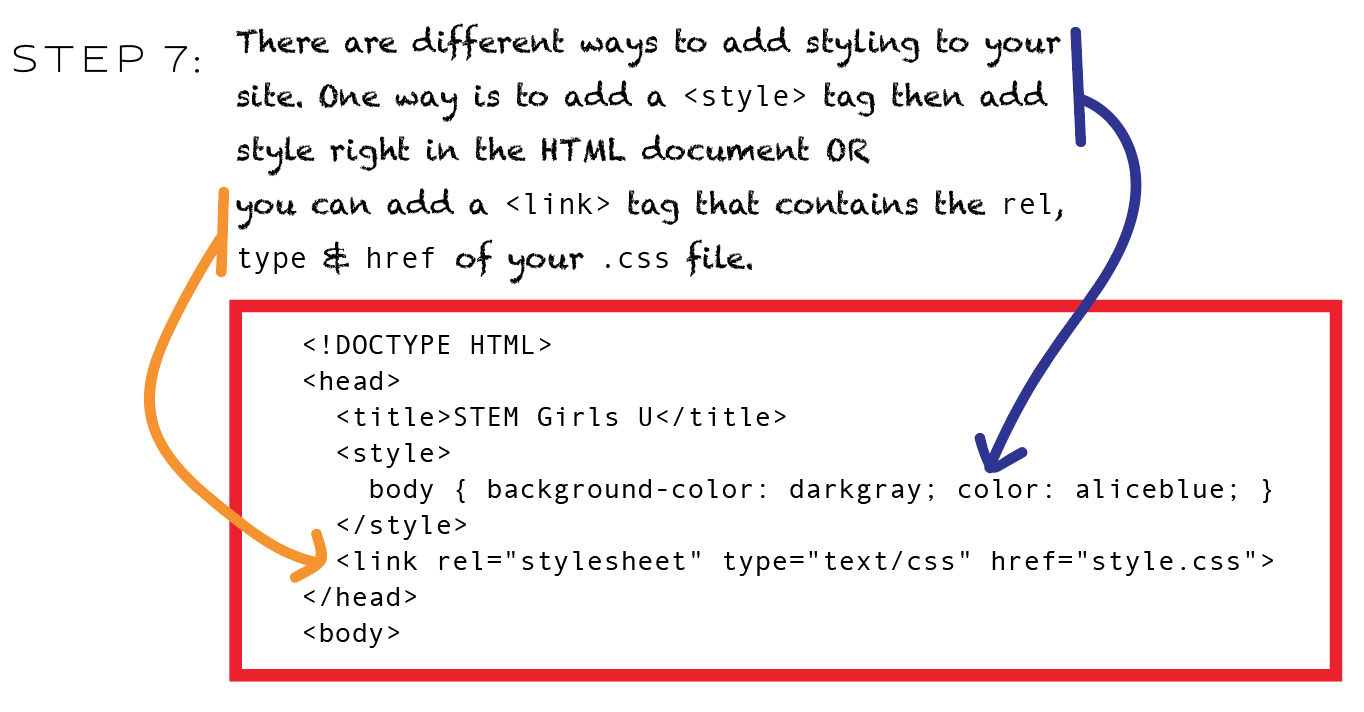 STEP 7:
There are different ways to add styling to your
site. One way is to add a <style> tag then add
style right in the HTML document OR
you can add a <link> tag that contains the rel,
type & href of your .css file.
<!DOCTYPE HTML>
<head>
  <title>STEM Girls U</title>
  <style>
    body { background-color: darkgray; color: aliceblue; }
  </style>
  <link rel="stylesheet" type="text/css" href="style.css">
</head>
<body>